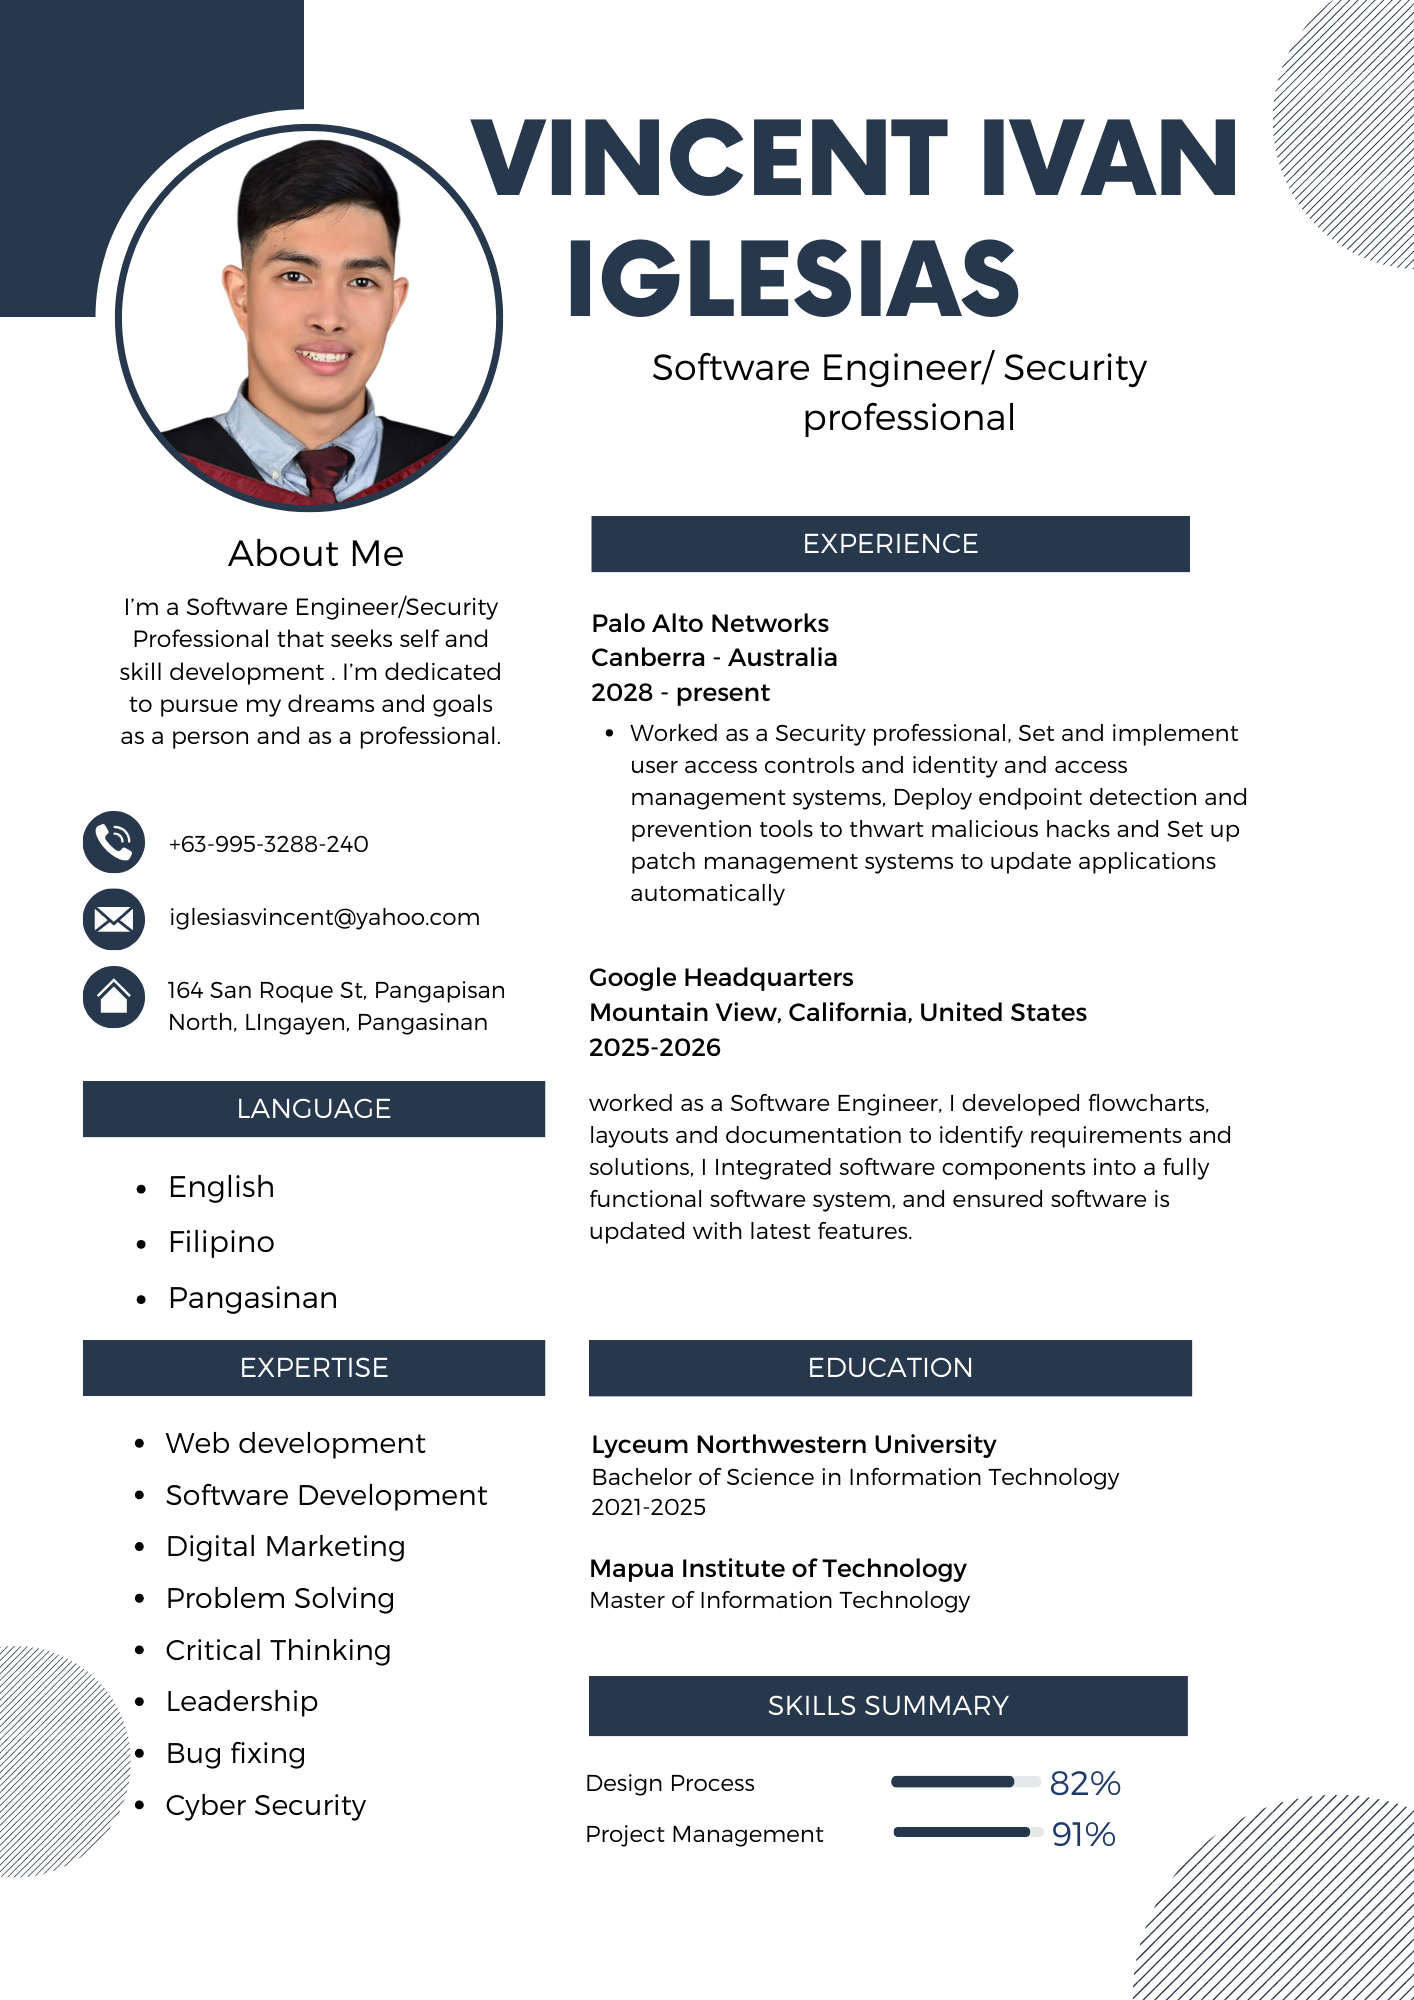 VINCENT IVAN
IGLESIAS
Software Engineer/ Security
professional
About Me
I'm a Software Engineer/Security
Professional that seeks self and
skill development . I'm dedicated
to pursue my dreams and goals
as a person and as a professional.
+63-995-3288-240
iglesiasvincent@yahoo.com
164 San Roque St, Pangapisan
North, LIngayen, Pangasinan
LANGUAGE
• English
• Filipino
• Pangasinan
EXPERTISE
• Web development
• Software Development
• Digital Marketing
• Problem Solving
• Critical Thinking
• Leadership
• Bug fixing
• Cyber Security
EXPERIENCE
Palo Alto Networks
Canberra - Australia
2028 - present
• Worked as a Security professional, Set and implement
user access controls and identity and access
management systems, Deploy endpoint detection and
prevention tools to thwart malicious hacks and Set up
patch management systems to update applications
automatically
Google Headquarters
Mountain View, California, United States
2025-2026
worked as a Software Engineer, I developed flowcharts,
layouts and documentation to identify requirements and
solutions, I Integrated software components into a fully
functional software system, and ensured software is
updated with latest features.
EDUCATION
Lyceum Northwestern University
Bachelor of Science in Information Technology
2021-2025
Mapua Institute of Technology
Master of Information Technology
SKILLS SUMMARY
Design Process 82%
Project Management 91%